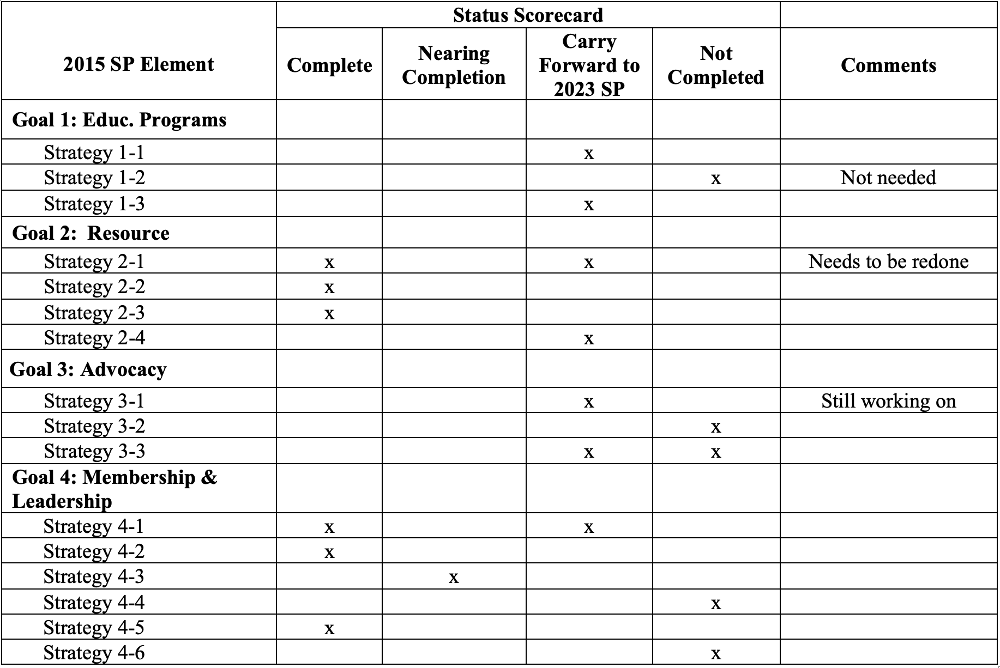 Status Scorecard
2015 SP Element
Complete
Nearing
Completion
Carry
Forward to
2023 SP
Not
Completed
Comments
Goal 1: Educ. Programs
Strategy 1-1 x
Strategy 1-2 x Not needed
Strategy 1-3 x
Goal 2:  Resource
Strategy 2-1 x x Needs to be redone
Strategy 2-2 x
Strategy 2-3 x
Strategy 2-4 x
Goal 3: Advocacy
Strategy 3-1 x Still working on
Strategy 3-2 x
Strategy 3-3 x x
Goal 4: Membership &
Leadership
Strategy 4-1 x x
Strategy 4-2 x
Strategy 4-3 x
Strategy 4-4 x
Strategy 4-5 x
Strategy 4-6 x